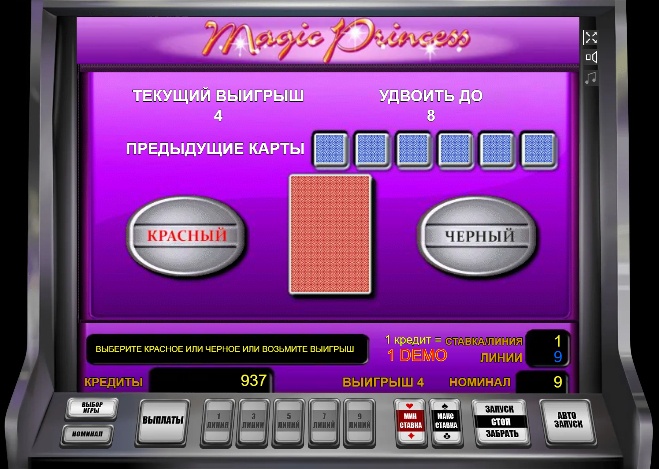 Magic Princess
ТЕКУЩИЙ ВЫИГРЫШ
4
УДВОИТЬ ДО
8
ПРЕДЫДУЩИЕ КАРТЫ
КРАСНЫЙ
ЧЕРНЫЙ
ВЫБЕРИТЕ КРАСНОЕ ИЛИ ЧЕРНОЕ ИЛИ ВОЗЬМИТЕ ВЫИГРЫШ
1 кредит =
1 DEMO
СТАВКА/ЛИНИЯ 1
ЛИНИИ 9
КРЕДИТЫ 937
ВЫИГРЫШ 4
НОМИНАЛ 9
ВЫБОР
ИГРЫ
НОМИНАЛ
ВЫПЛАТЫ
1
ЛИНИЯ
3
ЛИНИИ
5
ЛИНИЙ
7
ЛИНИЙ
9
ЛИНИЙ
МИН
СТАВКА
МАКС
СТАВКА
ЗАПУСК
СТОП
ЗАБРАТЬ
АВТО
ЗАПУСК